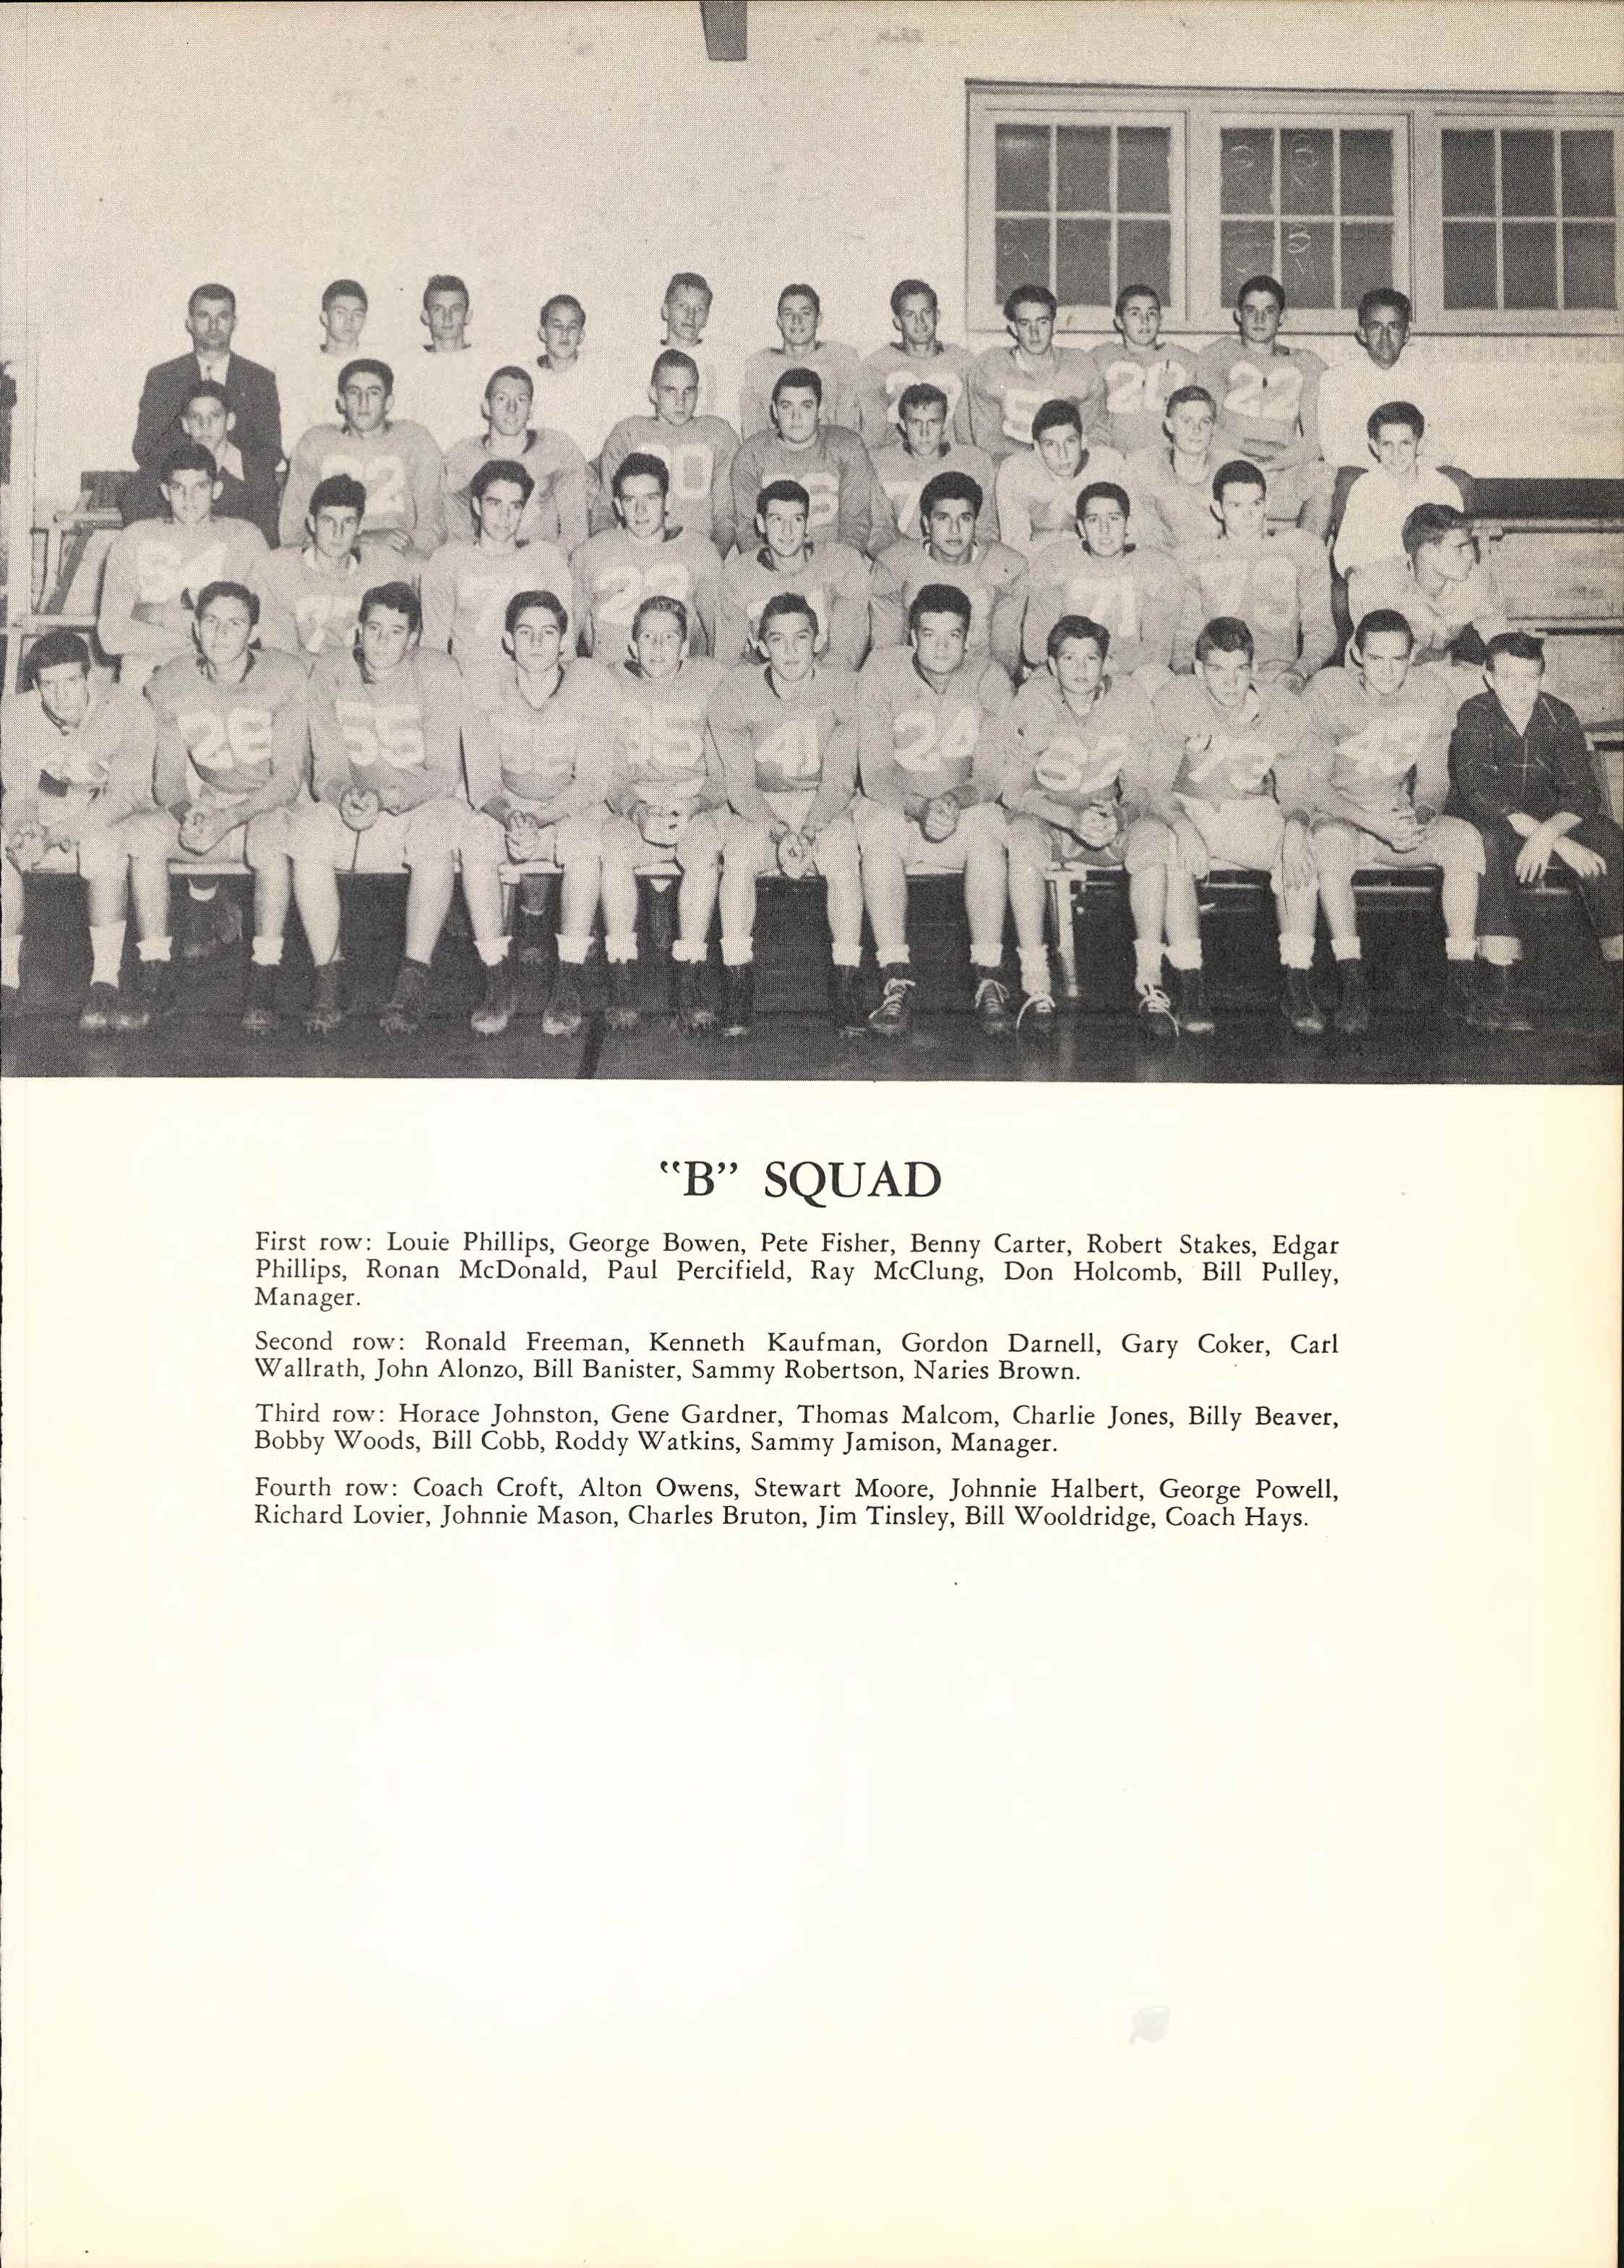 "B" SQUAD
First row: Louie Phillips, George Bowen, Pete Fisher, Benny Carter, Robert Stakes, Edgar
Phillips, Ronan McDonald, Paul Percifield, Ray McClung, Don Holcomb, Bill Pulley,
Manager.
Second row: Ronald Freeman, Kenneth Kaufman, Gordon Darnell, Gary Coker, Carl
Wallrath, John Alonzo, Bill Banister, Sammy Robertson, Naries Brown.
Third row: Horace Johnston, Gene Gardner, Thomas Malcom, Charlie Jones, Billy Beaver,
Bobby Woods, Bill Cobb, Roddy Watkins, Sammy Jamison, Manager.
Fourth row: Coach Croft, Alton Owens, Stewart Moore, Johnnie Halbert, George Powell,
Richard Lovier, Johnnie Mason, Charles Bruton, Jim Tinsley, Bill Wooldridge, Coach Hays.